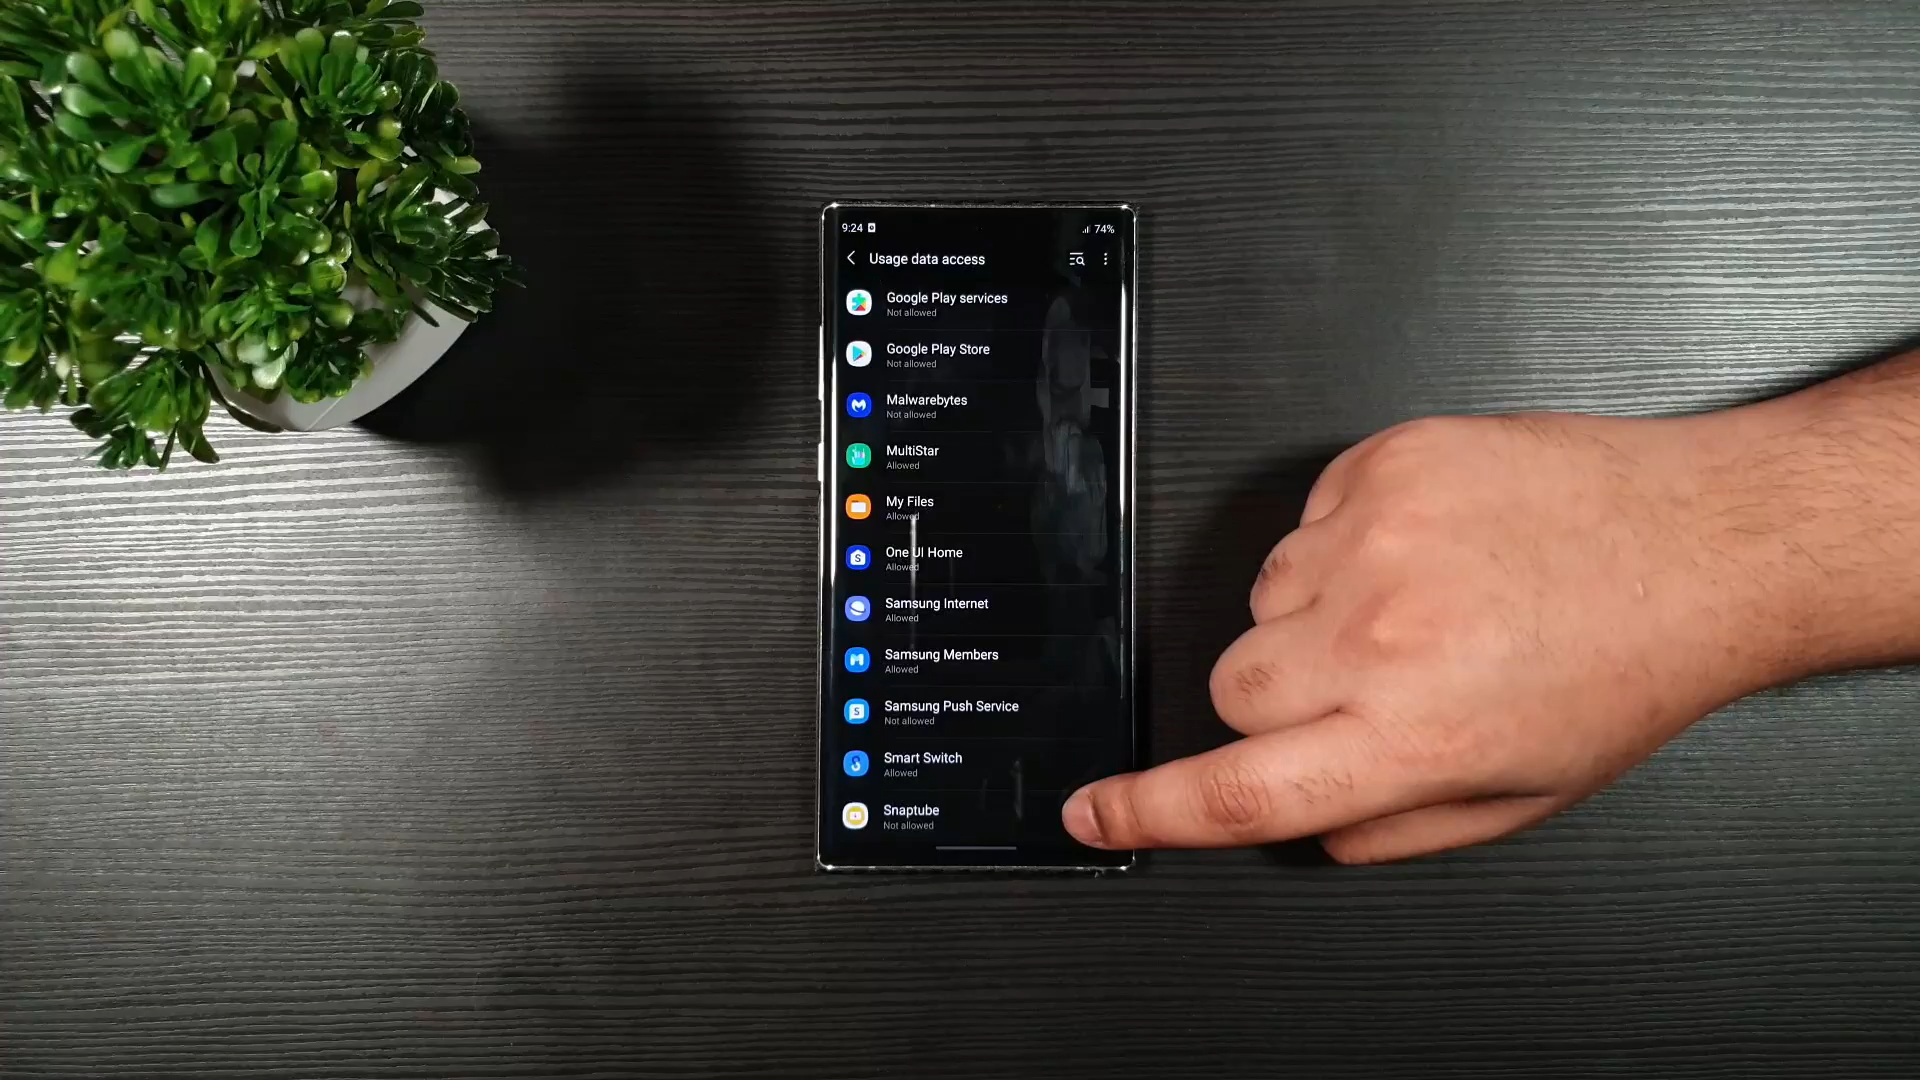 9:24 74%
Usage data access
Google Play services
Not allowed
Google Play Store
Not allowed
Malwarebytes
Not allowed
MultiStar
Allowed
My Files
Allowed
One UI Home
Allowed
Samsung Internet
Allowed
Samsung Members
Allowed
Samsung Push Service
Not allowed
Smart Switch
Allowed
Snaptube
Not allowed